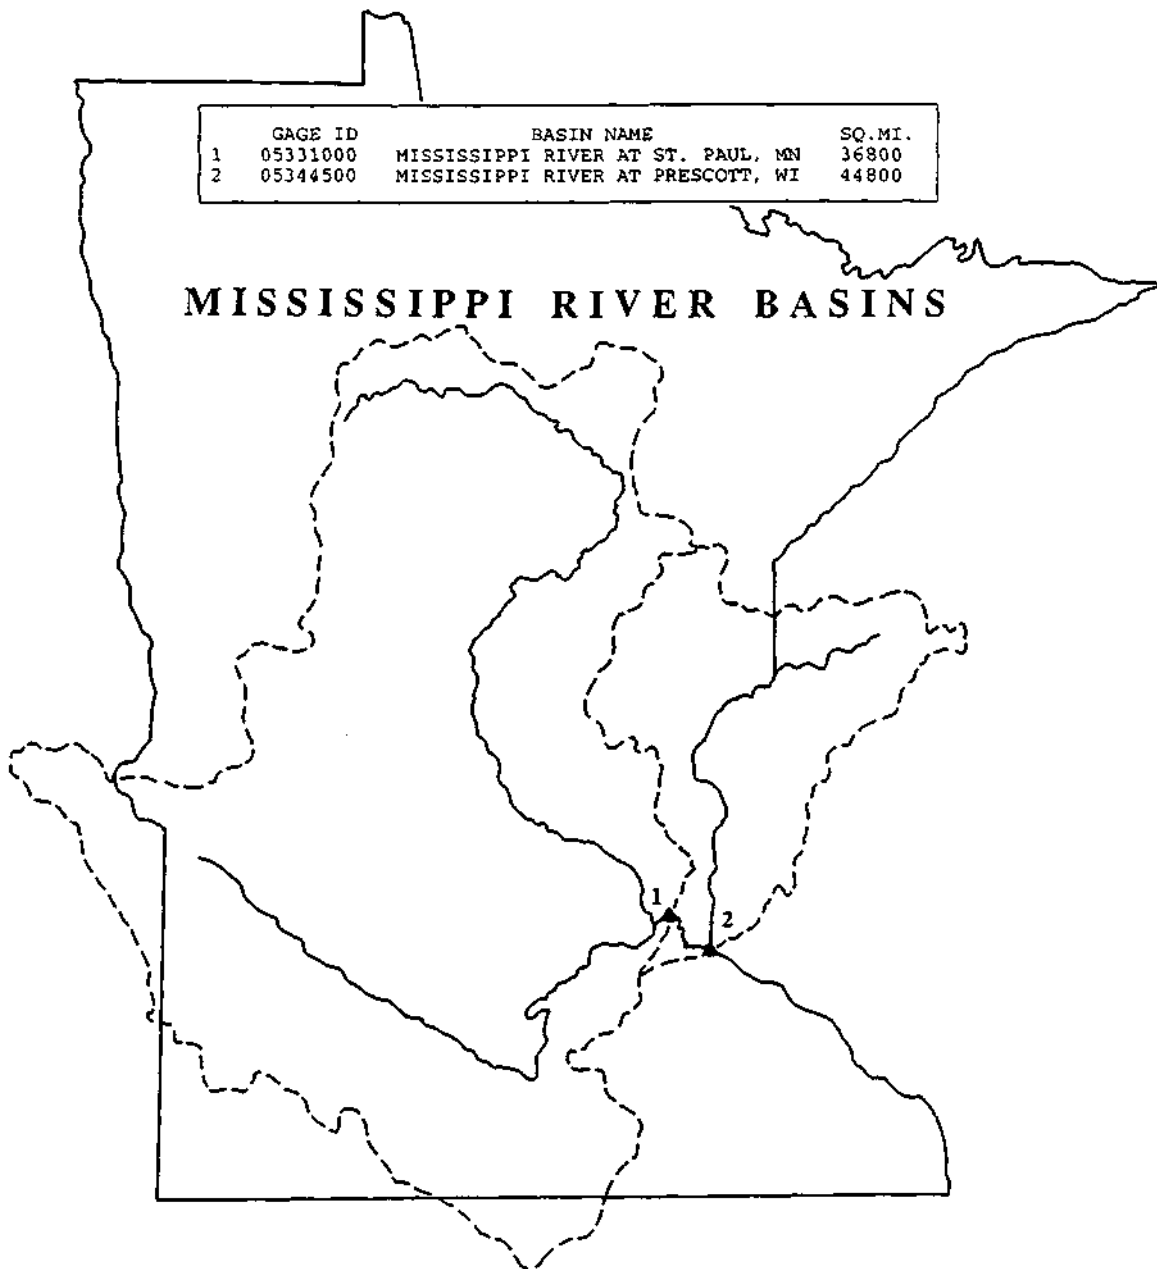 GAGE ID BASIN NAME SQ.MI.
1 05331000 MISSISSIPPI RIVER AT ST. PAUL, MN 36800
2 05344500 MISSISSIPPI RIVER AT PRESCOTT, WI 44800
MISSISSIPPI RIVER BASINS
1
2